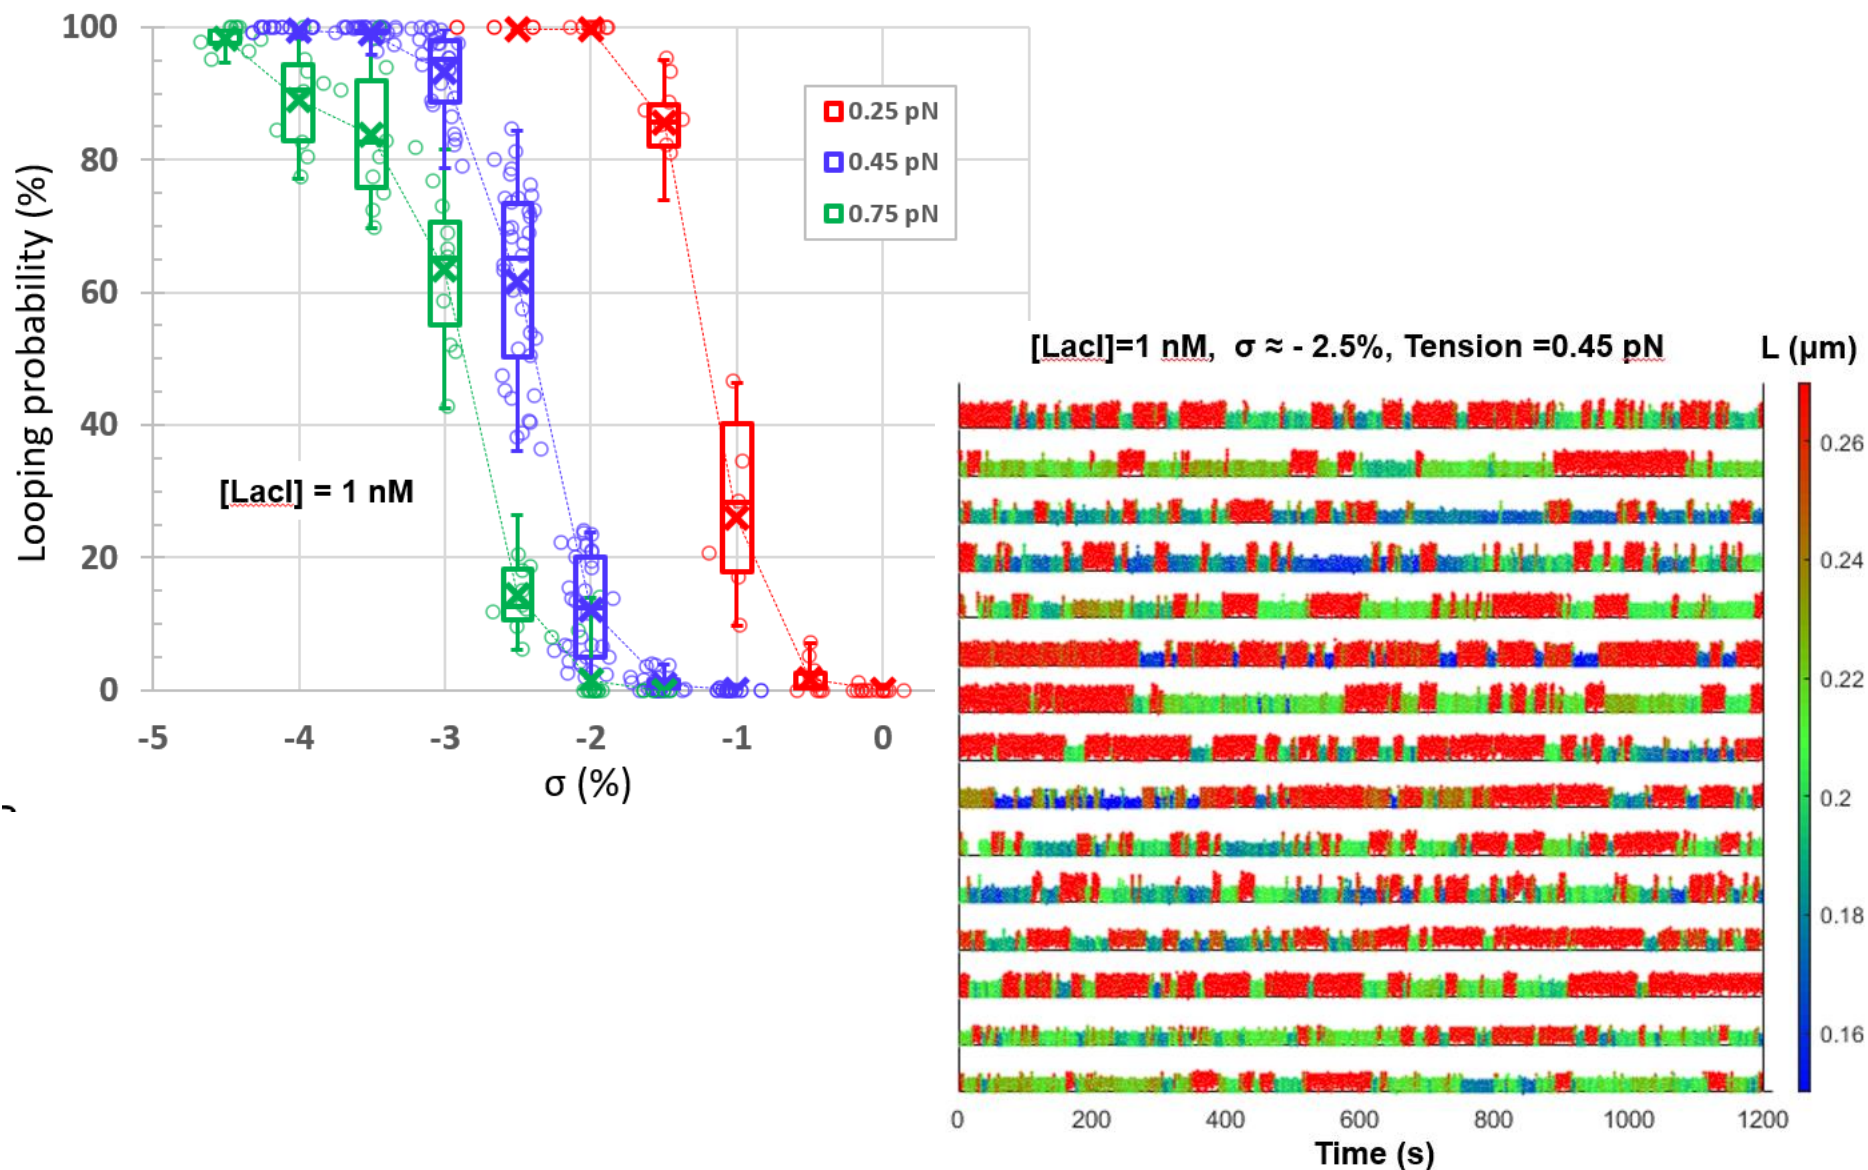 100
80
60
40
20
0
Looping probability (%)
0.25 pN
0.45 pN
0.75 pN
[LacI] = 1 nM
-5 -4 -3 -2 -1 0
σ (%)
[LacI]=1 nM, σ ≈ - 2.5%, Tension =0.45 pN
L (µm)
0.26
0.24
0.22
0.2
0.18
0.16
0 200 400 600 800 1000 1200
Time (s)